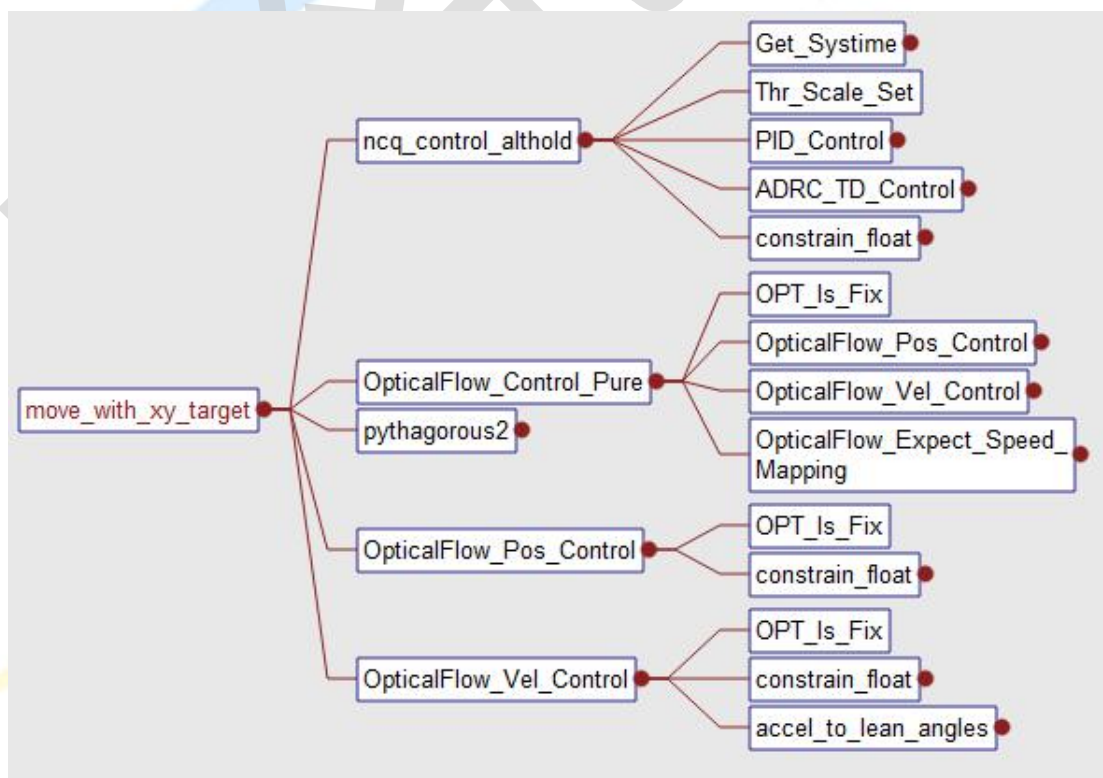 move_with_xy_target
ncq_control_althold
Get_Systime
Thr_Scale_Set
PID_Control
ADRC_TD_Control
constrain_float
OpticalFlow_Control_Pure
OPT_Is_Fix
OpticalFlow_Pos_Control
OpticalFlow_Vel_Control
OpticalFlow_Expect_Speed_
Mapping
pythagorous2
OpticalFlow_Pos_Control
OPT_Is_Fix
constrain_float
OpticalFlow_Vel_Control
OPT_Is_Fix
constrain_float
accel_to_lean_angles